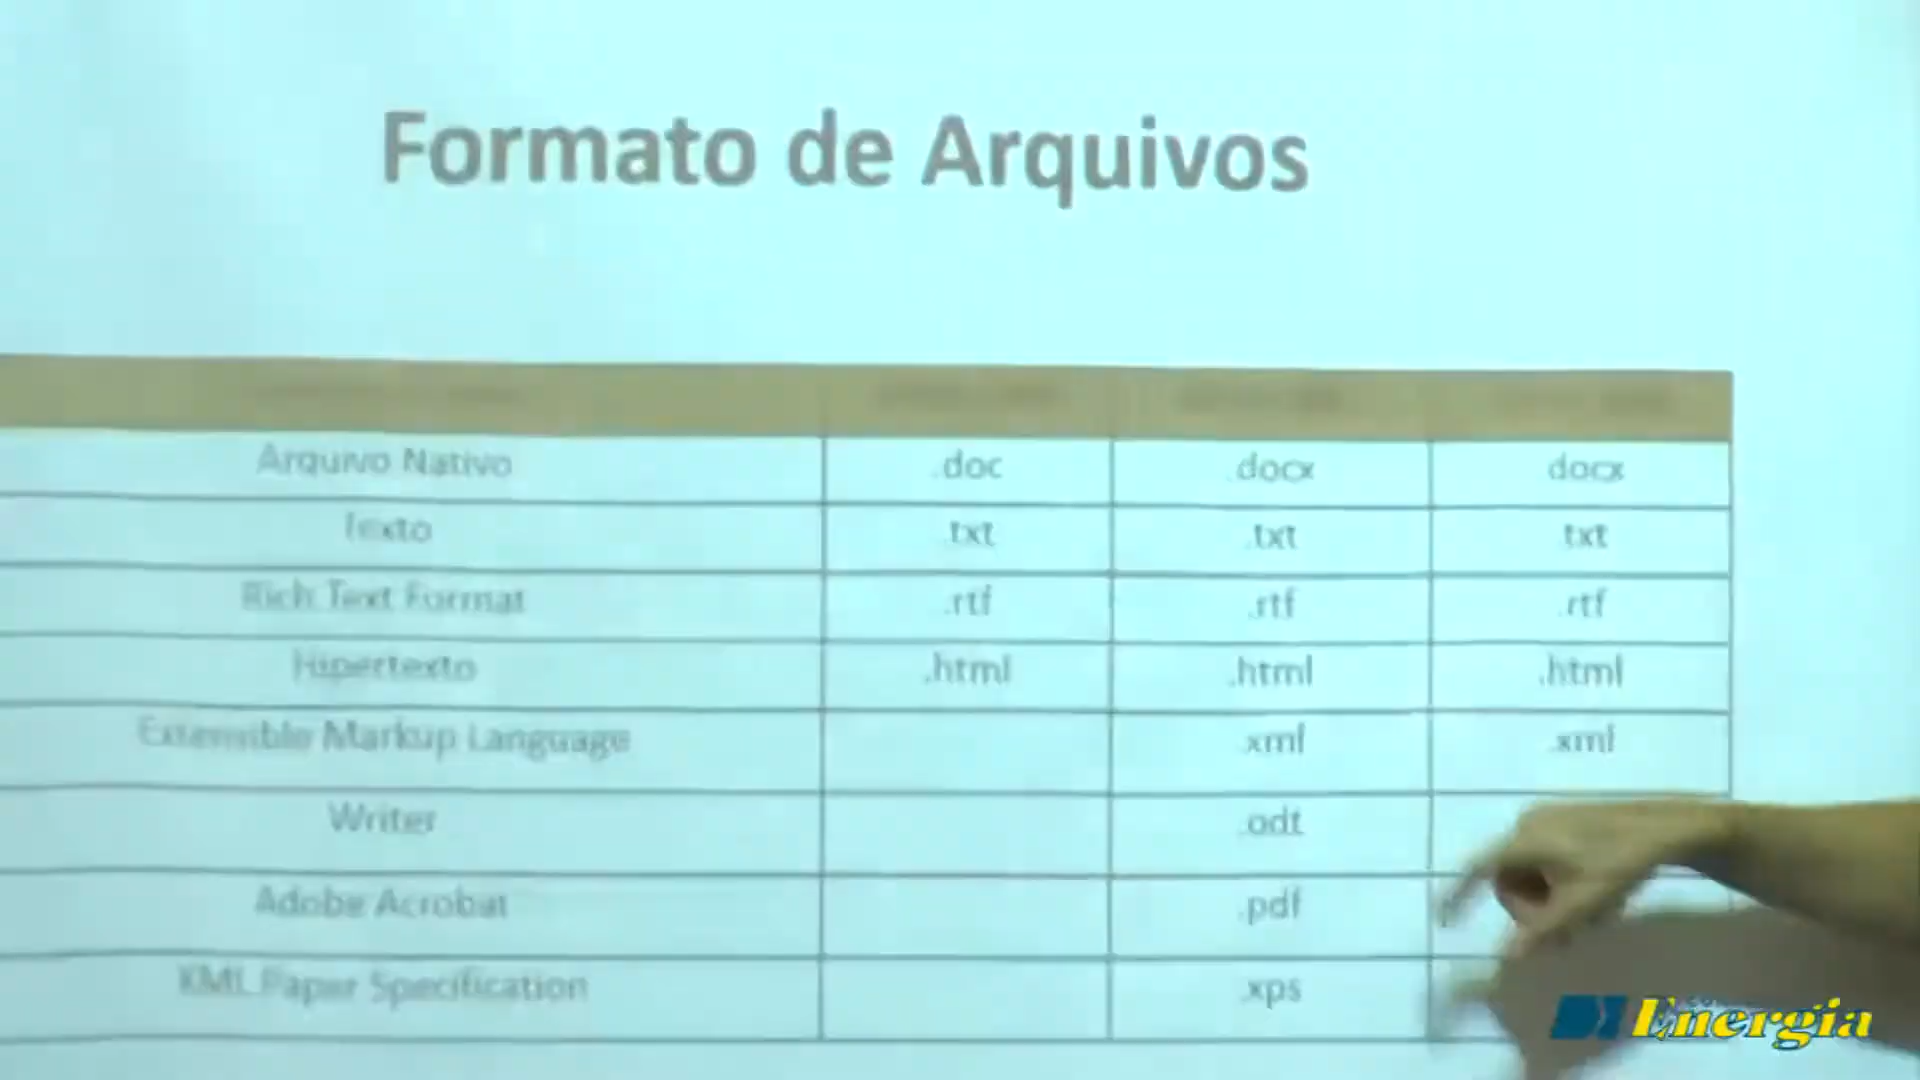 Formato de Arquivos
Arquivo Nativo .doc .docx docx
Texto txt .txt txt
Rich Text Format .rtf .rtf .rtf
Hipertexto .html .html .html
Extensible Markup Language .xml .xml
Writer .odt
Adobe Acrobat .pdf
XML Paper Specification .xps
Energia